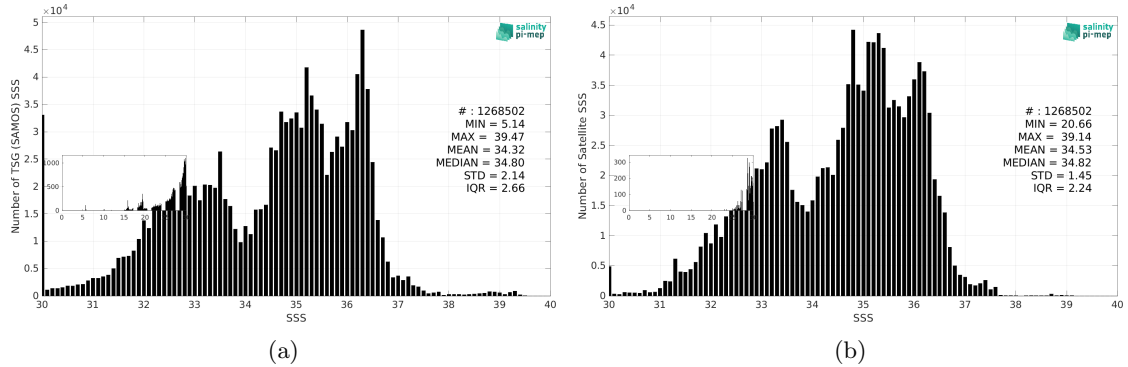 ×10⁴
salinity
pi-mep
Number of TSG (SAMOS) SSS
5
4.5
4
3.5
3
2.5
2
1.5
1
0.5
0
# : 1268502
MIN = 5.14
MAX = 39.47
MEAN = 34.32
MEDIAN = 34.80
STD = 2.14
IQR = 2.66
1000
500
0
0 5 10 15 20 25
30 31 32 33 34 35 36 37 38 39 40
SSS
(a)
×10⁴
salinity
pi-mep
Number of Satellite SSS
4.5
4
3.5
3
2.5
2
1.5
1
0.5
0
# : 1268502
MIN = 20.66
MAX = 39.14
MEAN = 34.53
MEDIAN = 34.82
STD = 1.45
IQR = 2.24
300
200
100
0
0 5 10 15 20 25
30 31 32 33 34 35 36 37 38 39 40
SSS
(b)